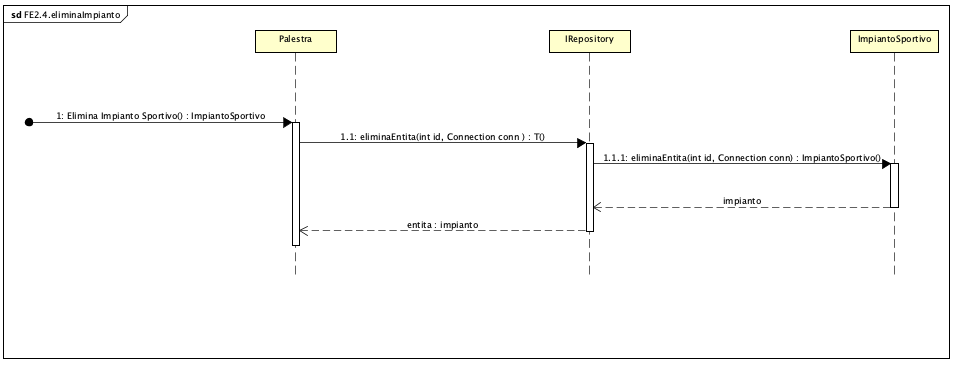 sd FE2.4.eliminaImpianto
Palestra
IRepository
ImpiantoSportivo
1: Elimina Impianto Sportivo() : ImpiantoSportivo
1.1: eliminaEntita(int id, Connection conn ) : T()
1.1.1: eliminaEntita(int id, Connection conn) : ImpiantoSportivo()
impianto
entita : impianto